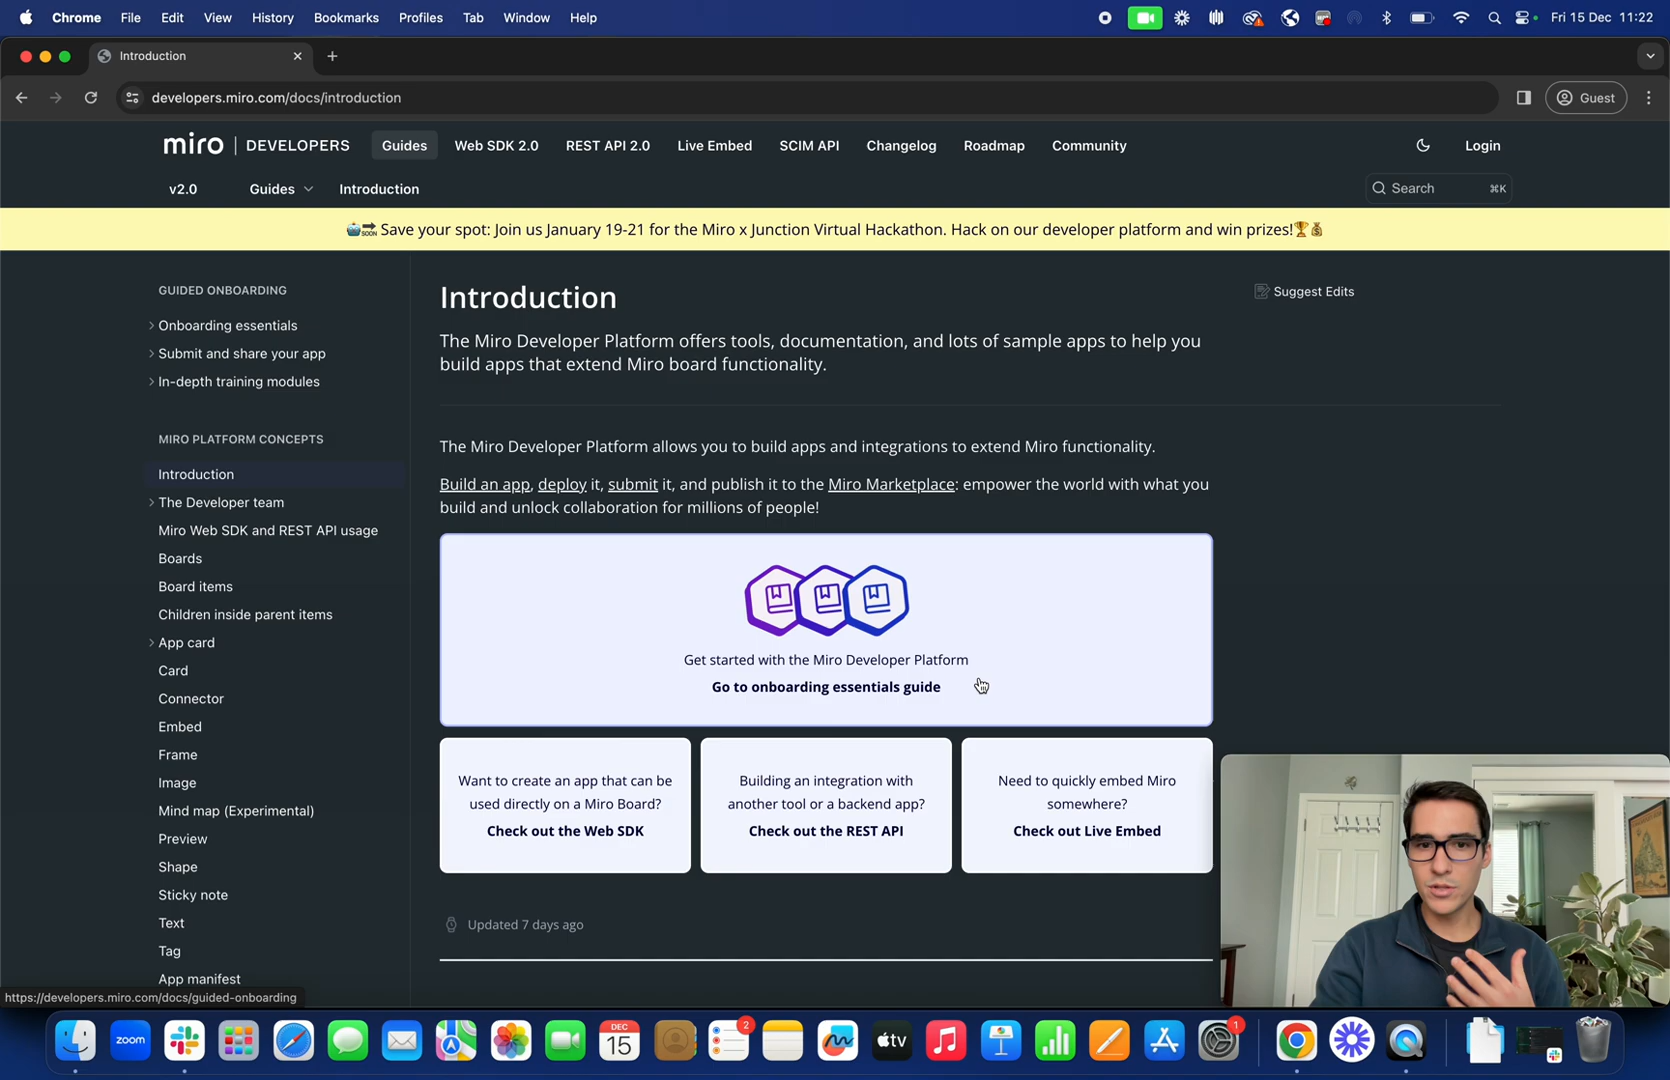 Chrome File Edit View History Bookmarks Profiles Tab Window Help
Fri 15 Dec 11:22
Introduction
developers.miro.com/docs/introduction
Guest
miro | DEVELOPERS
Guides
Web SDK 2.0
REST API 2.0
Live Embed
SCIM API
Changelog
Roadmap
Community
Login
v2.0
Guides
Introduction
Search
⌘K
SOON Save your spot: Join us January 19-21 for the Miro x Junction Virtual Hackathon. Hack on our developer platform and win prizes!🏆💰
GUIDED ONBOARDING
Onboarding essentials
Submit and share your app
In-depth training modules
MIRO PLATFORM CONCEPTS
Introduction
The Developer team
Miro Web SDK and REST API usage
Boards
Board items
Children inside parent items
App card
Card
Connector
Embed
Frame
Image
Mind map (Experimental)
Preview
Shape
Sticky note
Text
Tag
App manifest
Introduction
Suggest Edits
The Miro Developer Platform offers tools, documentation, and lots of sample apps to help you
build apps that extend Miro board functionality.
The Miro Developer Platform allows you to build apps and integrations to extend Miro functionality.
Build an app, deploy it, submit it, and publish it to the Miro Marketplace: empower the world with what you
build and unlock collaboration for millions of people!
Get started with the Miro Developer Platform
Go to onboarding essentials guide
Want to create an app that can be
used directly on a Miro Board?
Check out the Web SDK
Building an integration with
another tool or a backend app?
Check out the REST API
Need to quickly embed Miro
somewhere?
Check out Live Embed
Updated 7 days ago
https://developers.miro.com/docs/guided-onboarding
zoom
DEC
15
2
tv
1